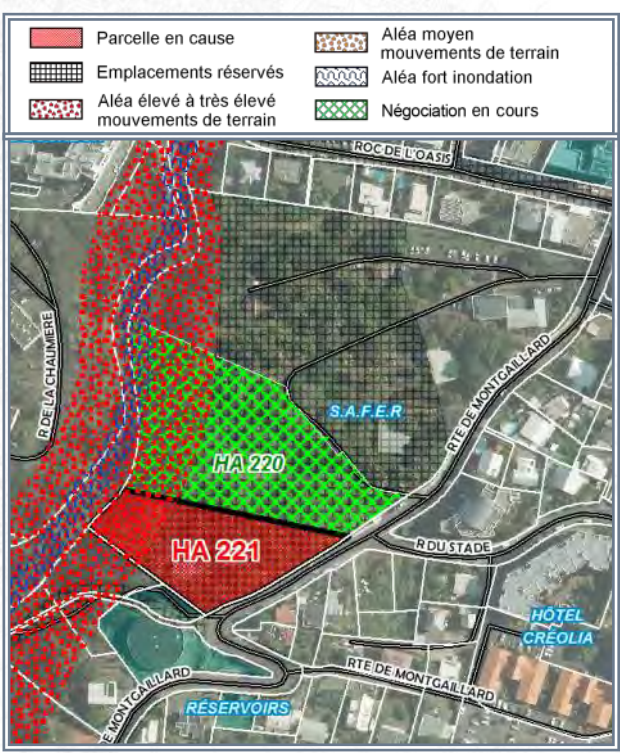 Parcelle en cause
Emplacements réservés
Aléa élevé à très élevé
mouvements de terrain
Aléa moyen
mouvements de terrain
Aléa fort inondation
Négociation en cours
ROC DE L'OASIS
R DE LA CHAUMIERE
RTE DE MONTGAILLARD
S.A.F.E.R
HA 220
HA 221
R DU STADE
HÔTEL
CRÉOLIA
RTE DE MONTGAILLARD
RÉSERVOIRS
DE MONTGAILLARD